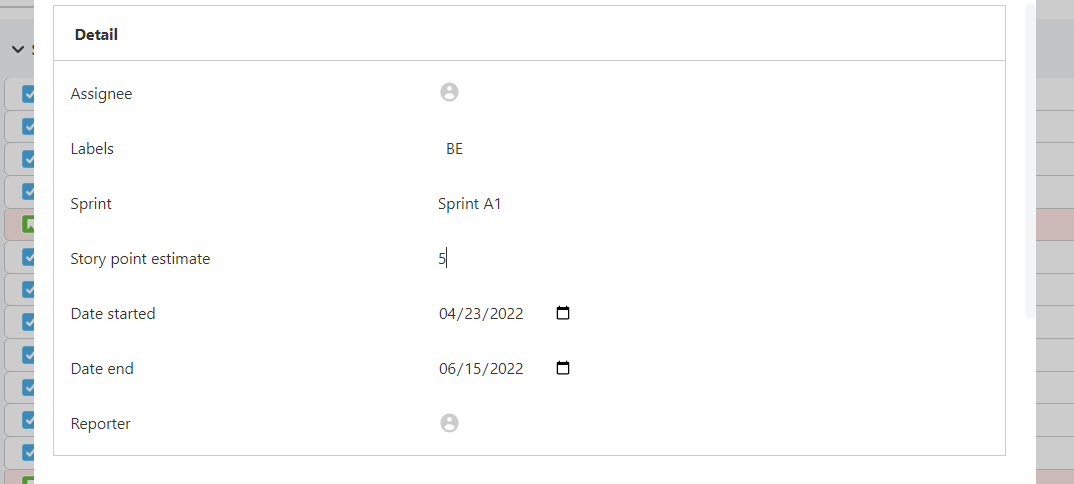 Detail
Assignee
Labels BE
Sprint Sprint A1
Story point estimate 5
Date started 04/23/2022
Date end 06/15/2022
Reporter